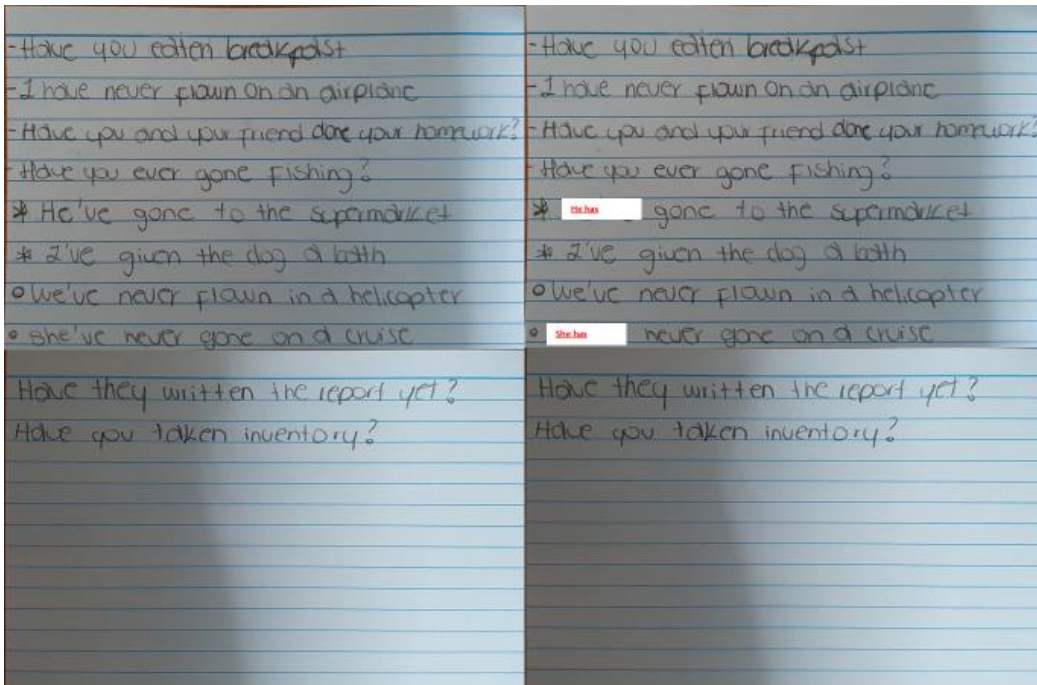 -Have you eaten breakfast
-I have never flown on an airplane
-Have you and your friend done your homework?
-Have you ever gone fishing?
* He've gone to the supermarket
* I've given the dog a bath
° We've never flown in a helicopter
° She've never gone on a cruise
Have they written the report yet?
Have you taken inventory?
-Have you eaten breakfast
-I have never flown on an airplane
-Have you and your friend done your homework?
-Have you ever gone fishing?
* He has gone to the supermarket
* I've given the dog a bath
° We've never flown in a helicopter
° She has never gone on a cruise
Have they written the report yet?
Have you taken inventory?